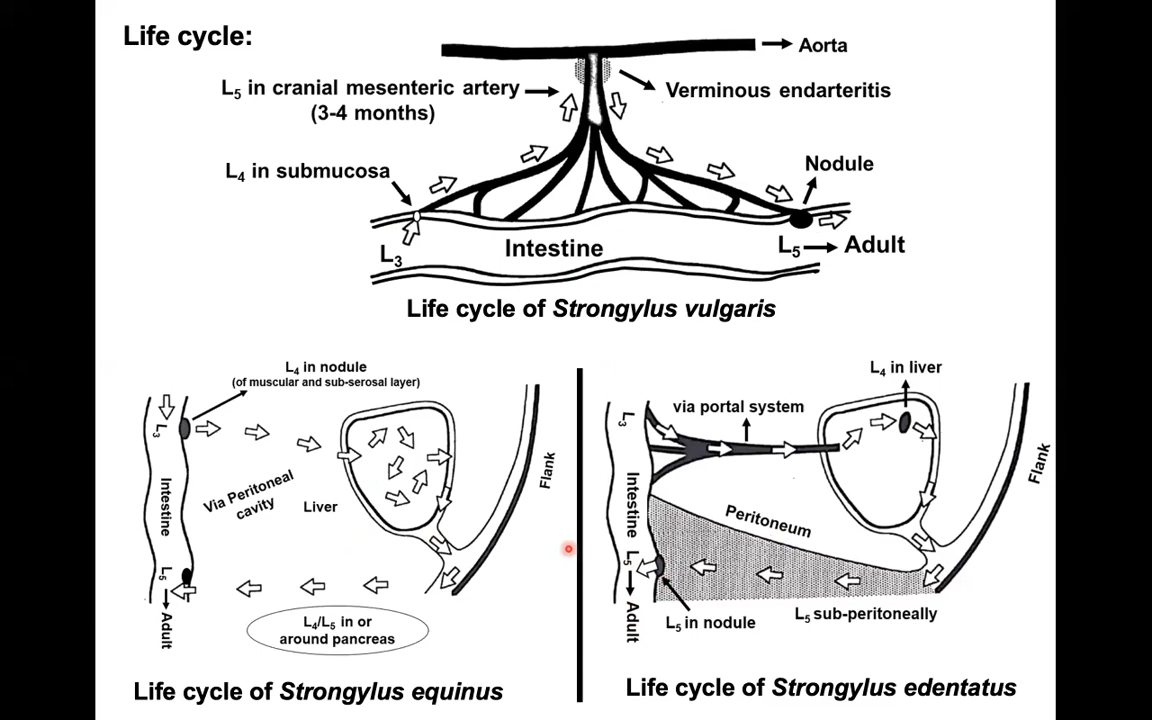 Life cycle:
Aorta
L₅ in cranial mesenteric artery
(3-4 months)
Verminous endarteritis
L₄ in submucosa
Nodule
L₃
Intestine
L₅ Adult
Life cycle of Strongylus vulgaris
L₄ in nodule
(of muscular and sub-serosal layer)
L₃
Intestine
Via Peritoneal
cavity
Liver
Flank
L₅
Adult
L₄/L₅ in or
around pancreas
Life cycle of Strongylus equinus
L₄ in liver
via portal system
L₃
Intestine
Peritoneum
Flank
L₅
Adult
L₅ in nodule
L₅ sub-peritoneally
Life cycle of Strongylus edentatus